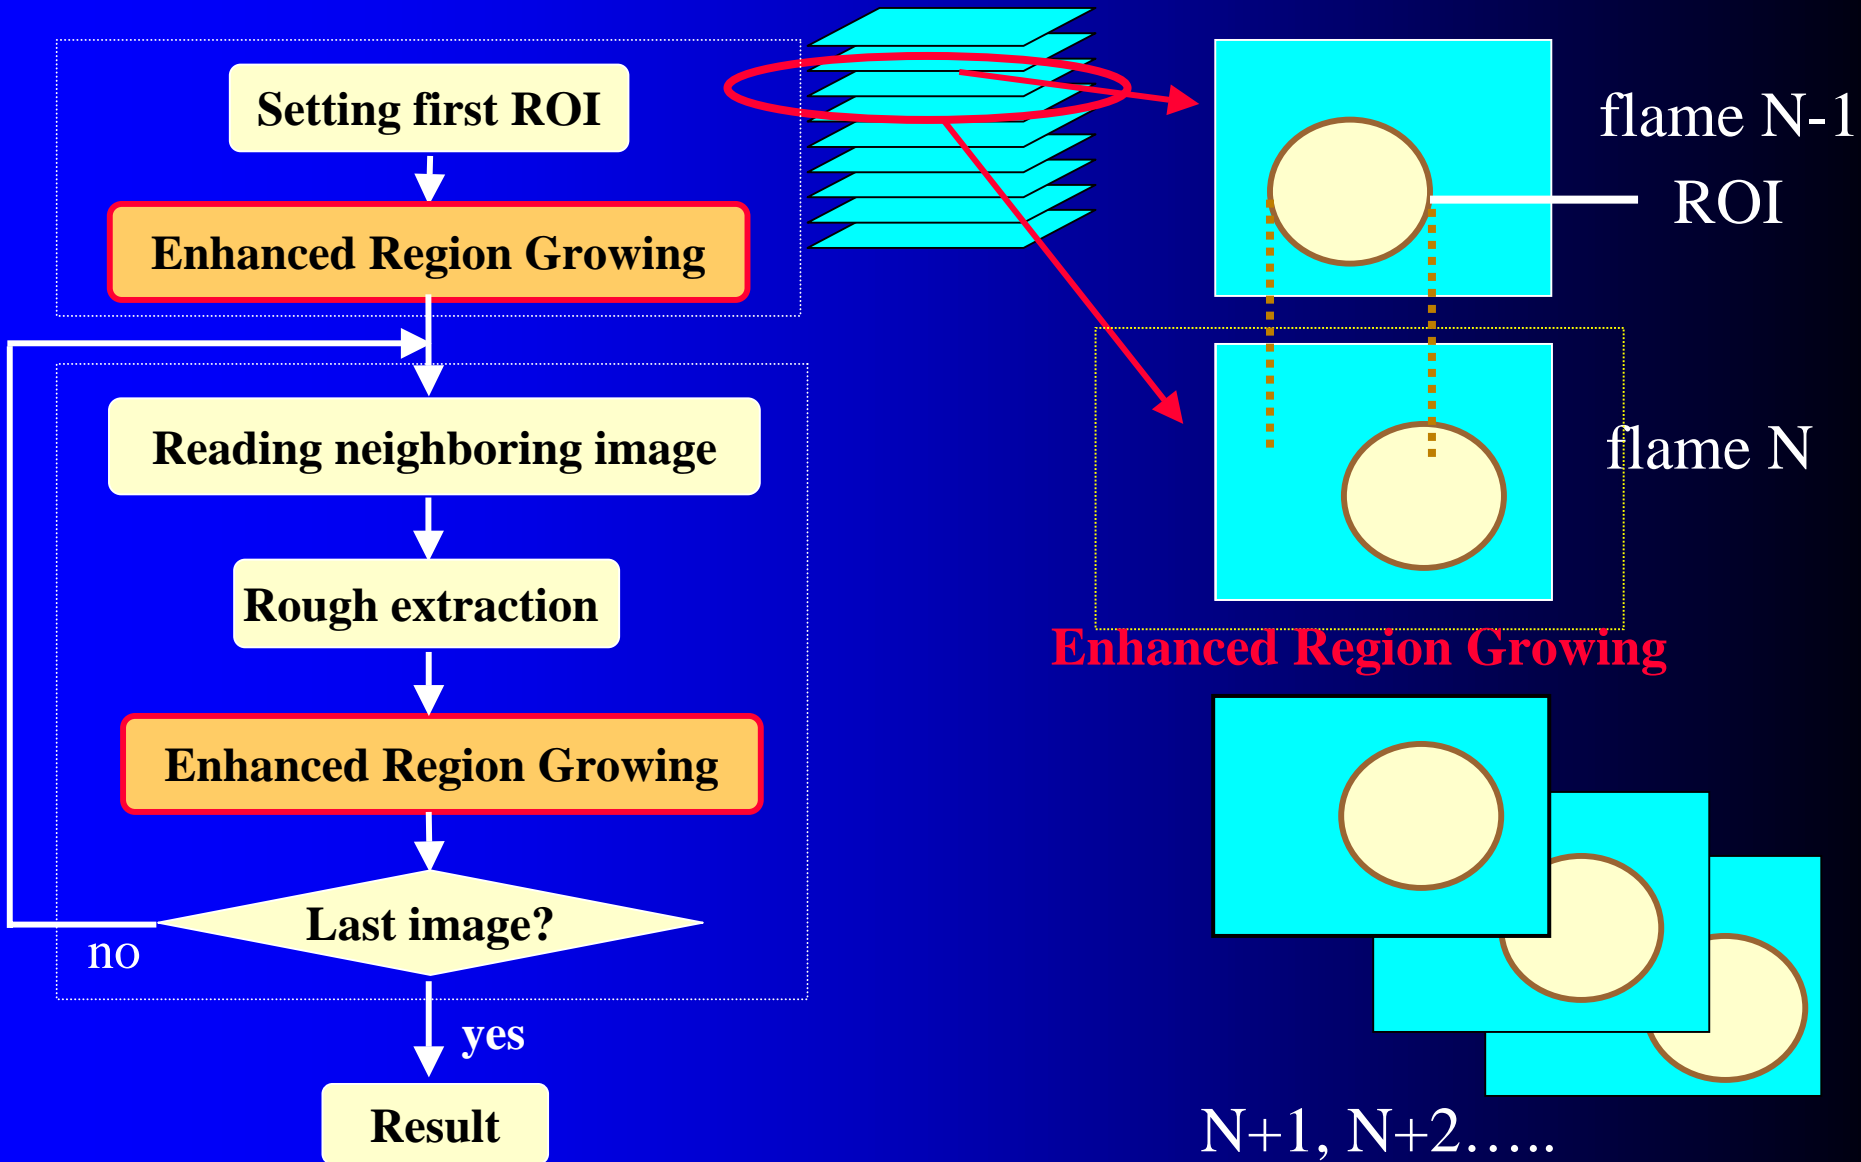 Setting first ROI
Enhanced Region Growing
Reading neighboring image
Rough extraction
Enhanced Region Growing
Last image?
no
yes
Result
flame N-1
ROI
flame N
Enhanced Region Growing
N+1, N+2.....